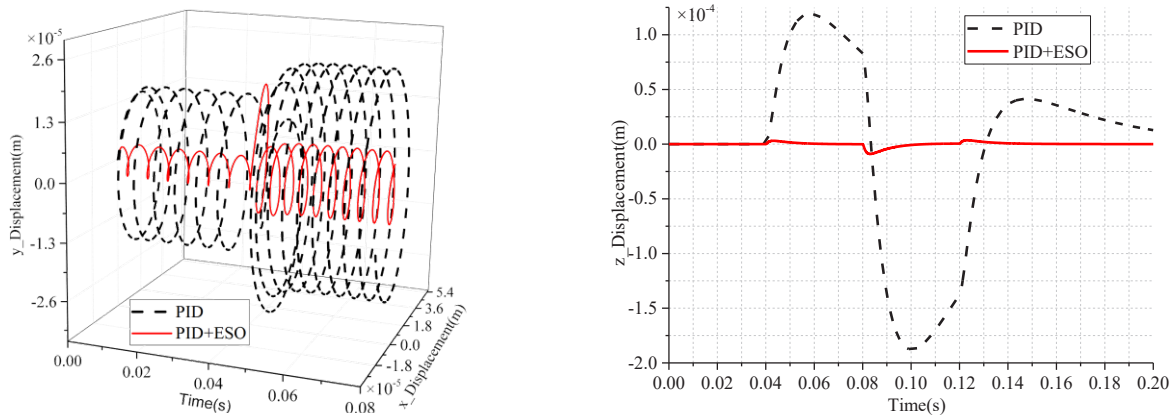 ×10⁻⁵
2.6
1.3
0.0
-1.3
-2.6
y_Displacement(m)
PID
PID+ESO
0.00
0.02
0.04
0.06
0.08
Time(s)
5.4
3.6
1.8
0.0
-1.8
×10⁻⁵
x_Displacement(m)
×10⁻⁴
1.0
0.5
0.0
-0.5
-1.0
-1.5
-2.0
z_Displacement(m)
PID
PID+ESO
0.00 0.02 0.04 0.06 0.08 0.10 0.12 0.14 0.16 0.18 0.20
Time(s)